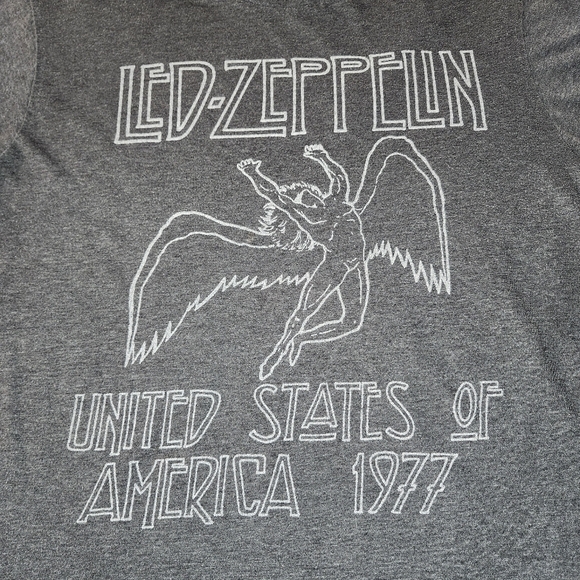 LED-ZEPPELIN
UNITED STATES OF
AMERICA 1977